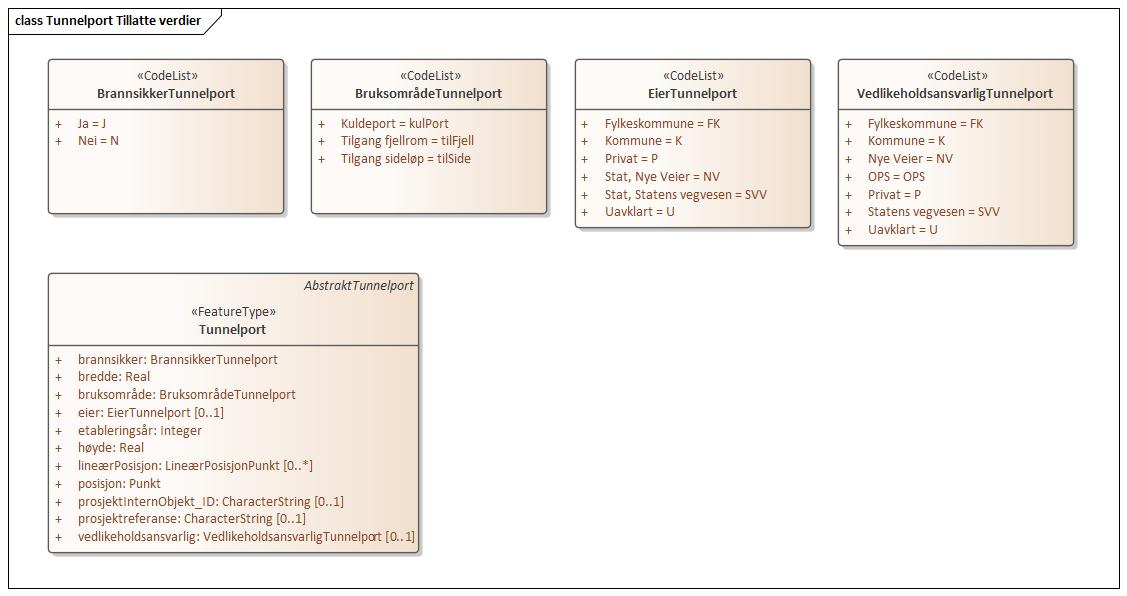 class Tunnelport Tillatte verdier
«CodeList»
BrannsikkerTunnelport
+ Ja = J
+ Nei = N
«CodeList»
BruksområdeTunnelport
+ Kuldeport = kulPort
+ Tilgang fjellrom = tilFjell
+ Tilgang sideløp = tilSide
«CodeList»
EierTunnelport
+ Fylkeskommune = FK
+ Kommune = K
+ Privat = P
+ Stat, Nye Veier = NV
+ Stat, Statens vegvesen = SVV
+ Uavklart = U
«CodeList»
VedlikeholdsansvarligTunnelport
+ Fylkeskommune = FK
+ Kommune = K
+ Nye Veier = NV
+ OPS = OPS
+ Privat = P
+ Statens vegvesen = SVV
+ Uavklart = U
AbstraktTunnelport
«FeatureType»
Tunnelport
+ brannsikker: BrannsikkerTunnelport
+ bredde: Real
+ bruksområde: BruksområdeTunnelport
+ eier: EierTunnelport [0..1]
+ etableringsår: Integer
+ høyde: Real
+ lineærPosisjon: LineærPosisjonPunkt [0..*]
+ posisjon: Punkt
+ prosjektInternObjekt_ID: CharacterString [0..1]
+ prosjektreferanse: CharacterString [0..1]
+ vedlikeholdsansvarlig: VedlikeholdsansvarligTunnelport [0..1]